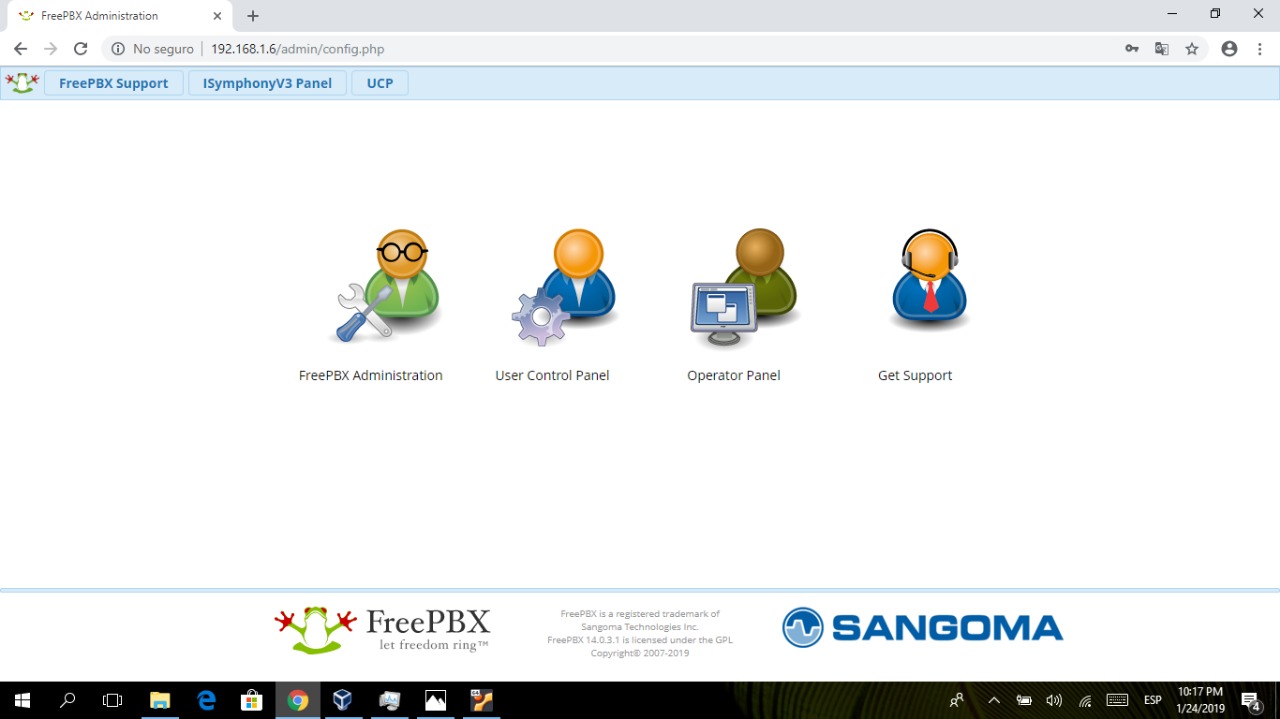 FreePBX Administration
No seguro
192.168.1.6/admin/config.php
FreePBX Support
ISymphonyV3 Panel
UCP
FreePBX Administration
User Control Panel
Operator Panel
Get Support
FreePBX
let freedom ring™
FreePBX is a registered trademark of
Sangoma Technologies Inc.
FreePBX 14.0.3.1 is licensed under the GPL
Copyright© 2007-2019
SANGOMA
ESP
10:17 PM
1/24/2019
4